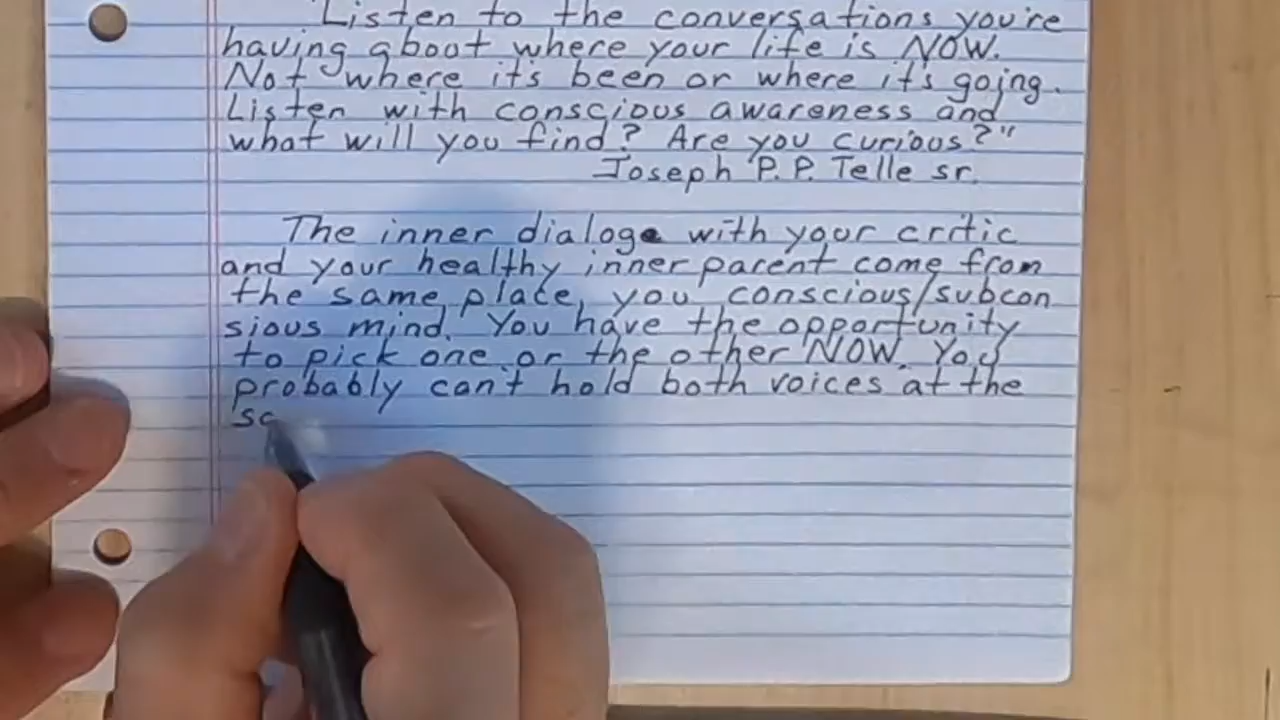 Listen to the conversations you're
having about where your life is NOW.
Not where it's been or where it's going.
Listen with conscious awareness and
what will you find? Are you curious?"
Joseph P. P. Telle sr.
The inner dialoge with your critic
and your healthy inner parent come from
the same place, you conscious/subcon
sious mind. You have the opportunity
to pick one or the other NOW. You
probably can't hold both voices at the
sa